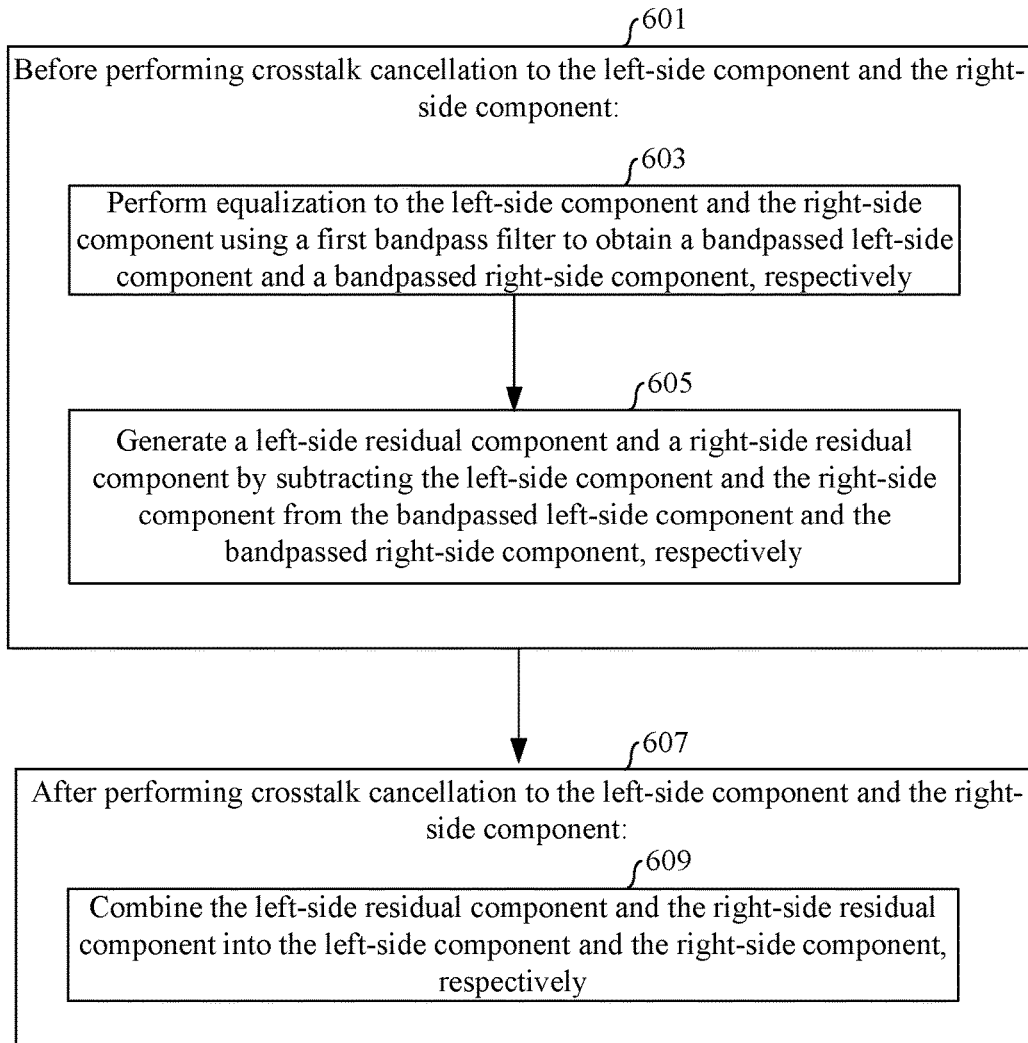 601
Before performing crosstalk cancellation to the left-side component and the right-
side component:
603
Perform equalization to the left-side component and the right-side
component using a first bandpass filter to obtain a bandpassed left-side
component and a bandpassed right-side component, respectively
605
Generate a left-side residual component and a right-side residual
component by subtracting the left-side component and the right-side
component from the bandpassed left-side component and the
bandpassed right-side component, respectively
607
After performing crosstalk cancellation to the left-side component and the right-
side component:
609
Combine the left-side residual component and the right-side residual
component into the left-side component and the right-side component,
respectively